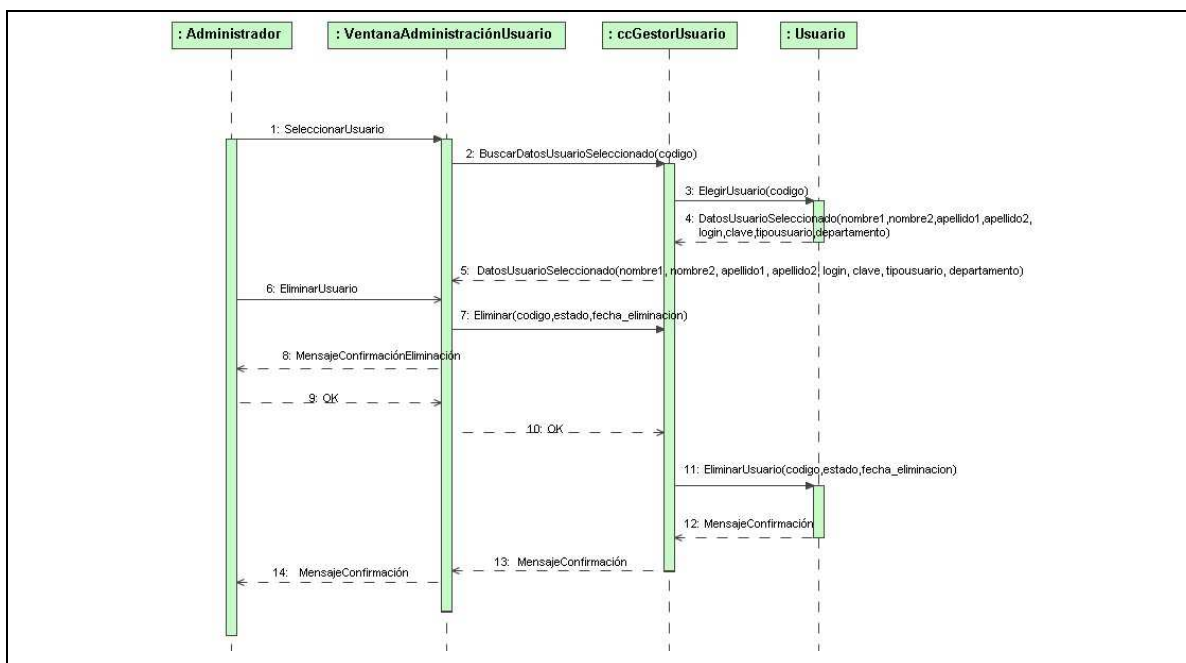 : Administrador
: VentanaAdministraciónUsuario
: ccGestorUsuario
: Usuario
1: SeleccionarUsuario
2: BuscarDatosUsuarioSeleccionado(codigo)
3: ElegirUsuario(codigo)
4: DatosUsuarioSeleccionado(nombre1,nombre2,apellido1,apellido2,
login,clave,tipousuario,departamento)
5: DatosUsuarioSeleccionado(nombre1, nombre2, apellido1, apellido2, login, clave, tipousuario, departamento)
6: EliminarUsuario
7: Eliminar(codigo,estado,fecha_eliminación)
8: MensajeConfirmaciónEliminación
9: OK
10: OK
11: EliminarUsuario(codigo,estado,fecha_eliminacion)
12: MensajeConfirmación
13: MensajeConfirmación
14: MensajeConfirmación